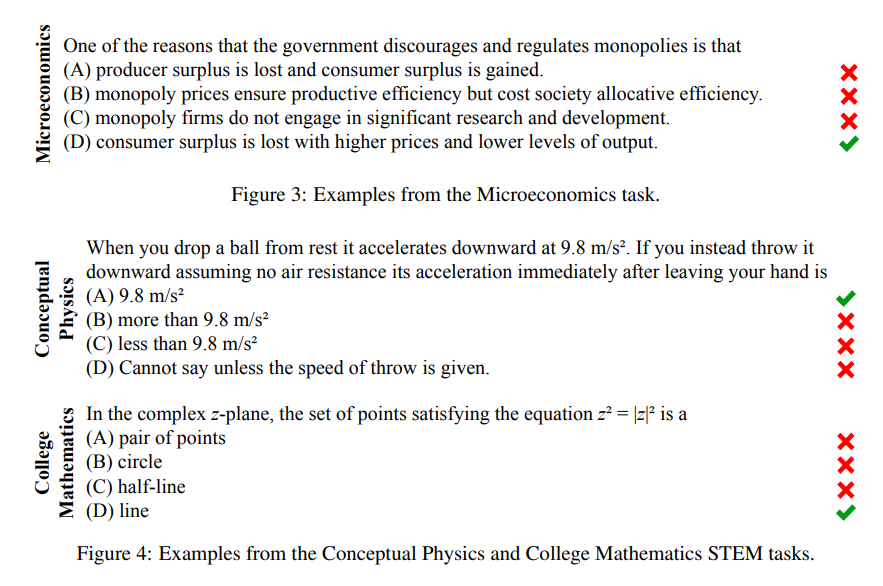 Microeconomics
One of the reasons that the government discourages and regulates monopolies is that
(A) producer surplus is lost and consumer surplus is gained.
(B) monopoly prices ensure productive efficiency but cost society allocative efficiency.
(C) monopoly firms do not engage in significant research and development.
(D) consumer surplus is lost with higher prices and lower levels of output.
Figure 3: Examples from the Microeconomics task.
Conceptual
Physics
When you drop a ball from rest it accelerates downward at 9.8 m/s². If you instead throw it
downward assuming no air resistance its acceleration immediately after leaving your hand is
(A) 9.8 m/s²
(B) more than 9.8 m/s²
(C) less than 9.8 m/s²
(D) Cannot say unless the speed of throw is given.
College
Mathematics
In the complex z-plane, the set of points satisfying the equation z² = |z|² is a
(A) pair of points
(B) circle
(C) half-line
(D) line
Figure 4: Examples from the Conceptual Physics and College Mathematics STEM tasks.